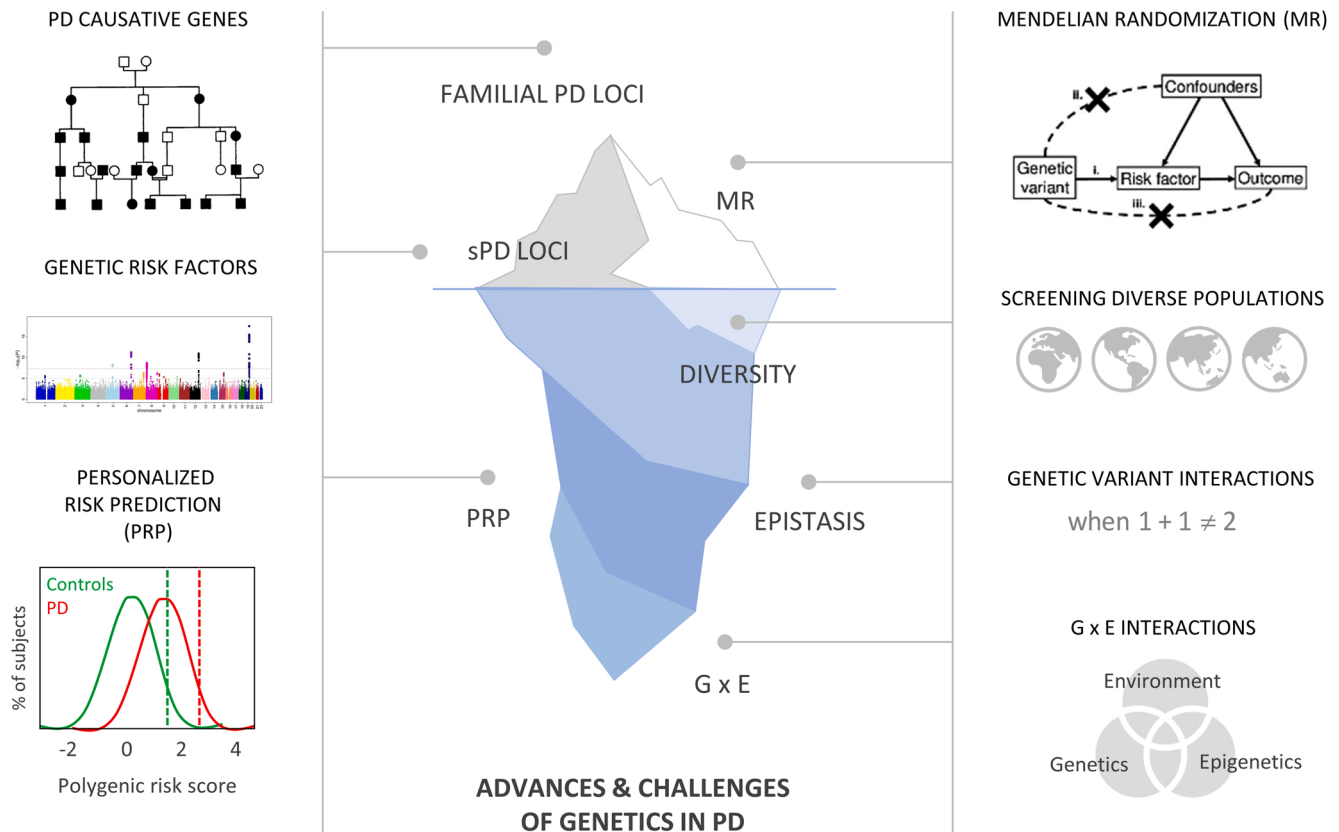 PD CAUSATIVE GENES
GENETIC RISK FACTORS
-log₁₀(P)
chromosome
PERSONALIZED
RISK PREDICTION
(PRP)
Controls
PD
% of subjects
-2 0 2 4
Polygenic risk score
FAMILIAL PD LOCI
MR
sPD LOCI
DIVERSITY
PRP
EPISTASIS
G x E
ADVANCES & CHALLENGES
OF GENETICS IN PD
MENDELIAN RANDOMIZATION (MR)
ii.
Confounders
Genetic
variant
i.
Risk factor
Outcome
iii.
SCREENING DIVERSE POPULATIONS
GENETIC VARIANT INTERACTIONS
when 1 + 1 ≠ 2
G x E INTERACTIONS
Environment
Genetics
Epigenetics